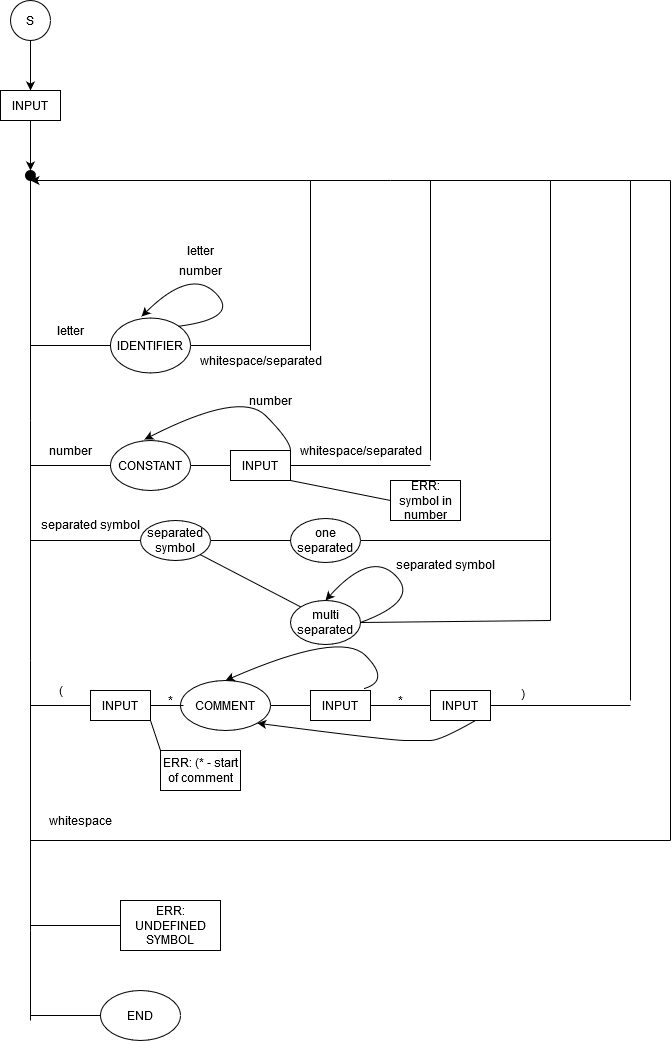 S
INPUT
letter
number
letter
IDENTIFIER
whitespace/separated
number
number
CONSTANT
INPUT
whitespace/separated
ERR:
symbol in
number
separated symbol
separated
symbol
one
separated
separated symbol
multi
separated
(
INPUT
*
COMMENT
INPUT
*
INPUT
)
ERR: (* - start
of comment
whitespace
ERR:
UNDEFINED
SYMBOL
END